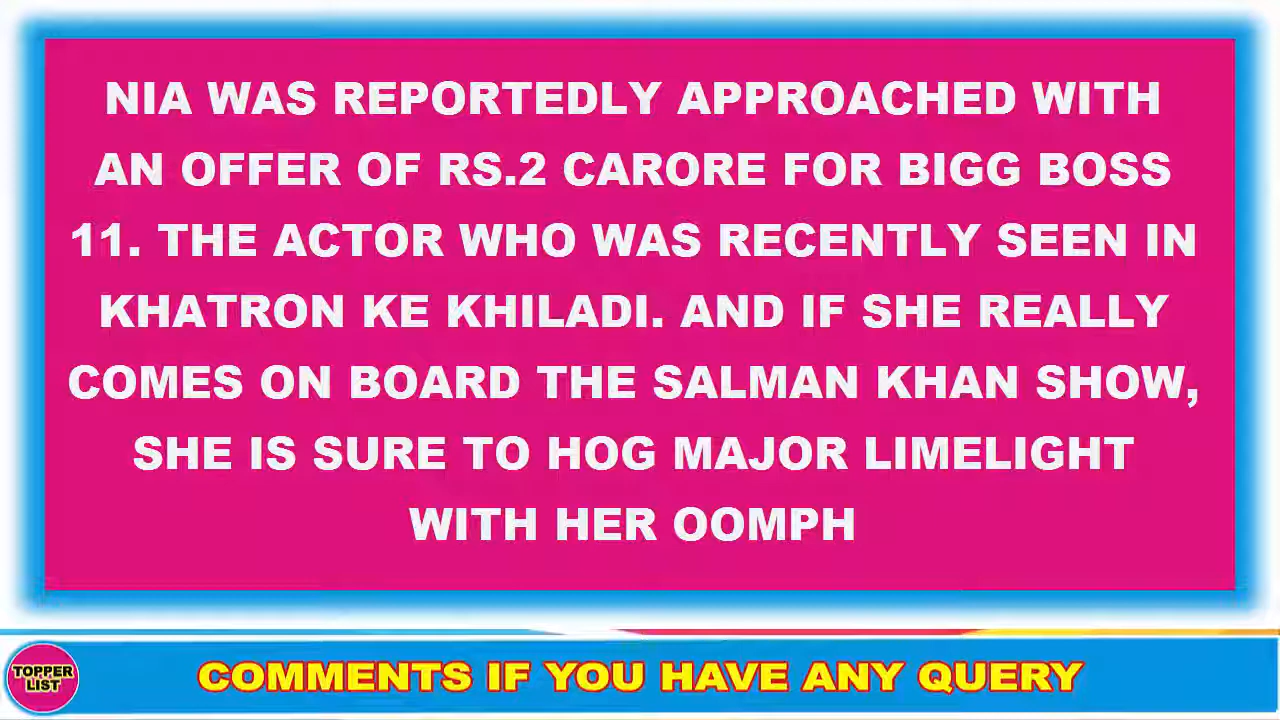 NIA WAS REPORTEDLY APPROACHED WITH
AN OFFER OF RS.2 CARORE FOR BIGG BOSS
11. THE ACTOR WHO WAS RECENTLY SEEN IN
KHATRON KE KHILADI. AND IF SHE REALLY
COMES ON BOARD THE SALMAN KHAN SHOW,
SHE IS SURE TO HOG MAJOR LIMELIGHT
WITH HER OOMPH
TOPPER
LIST
COMMENTS IF YOU HAVE ANY QUERY